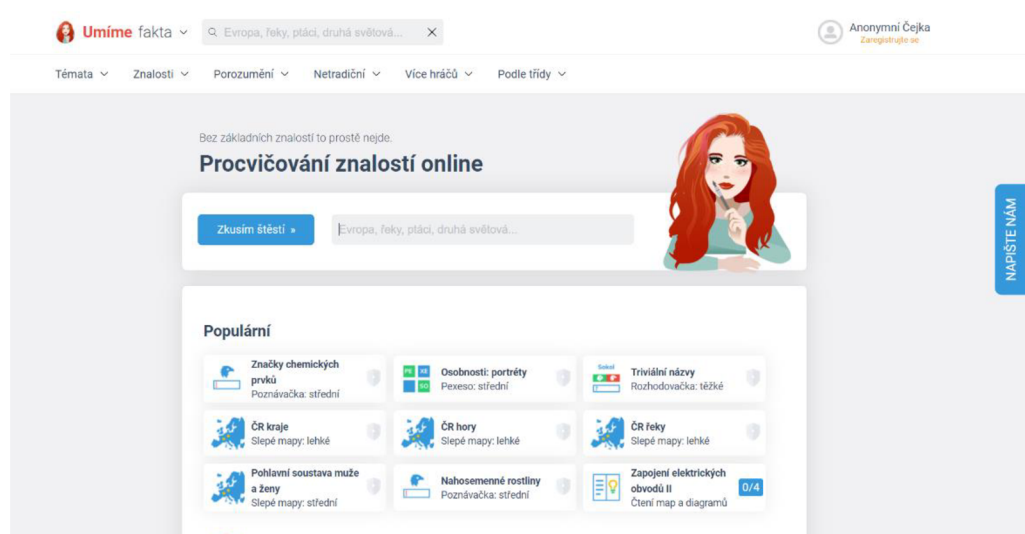 Umíme fakta
Evropa, řeky, ptáci, druhá světová...
Anonymní Čejka
Zaregistrujte se
Témata
Znalosti
Porozumění
Netradiční
Více hráčů
Podle třídy
Bez základních znalostí to prostě nejde.
Procvičování znalostí online
Zkusím štěstí »
Evropa, řeky, ptáci, druhá světová...
NAPIŠTE NÁM
Populární
Značky chemických
prvků
Poznávačka: střední
PE XE
SO
Osobnosti: portréty
Pexeso: střední
Sokol
Triviální názvy
Rozhodovačka: těžké
ČR kraje
Slepé mapy: lehké
ČR hory
Slepé mapy: lehké
ČR řeky
Slepé mapy: lehké
Pohlavní soustava muže
a ženy
Slepé mapy: střední
Nahosemenné rostliny
Poznávačka: střední
Zapojení elektrických
obvodů II
Čtení map a diagramů
0/4